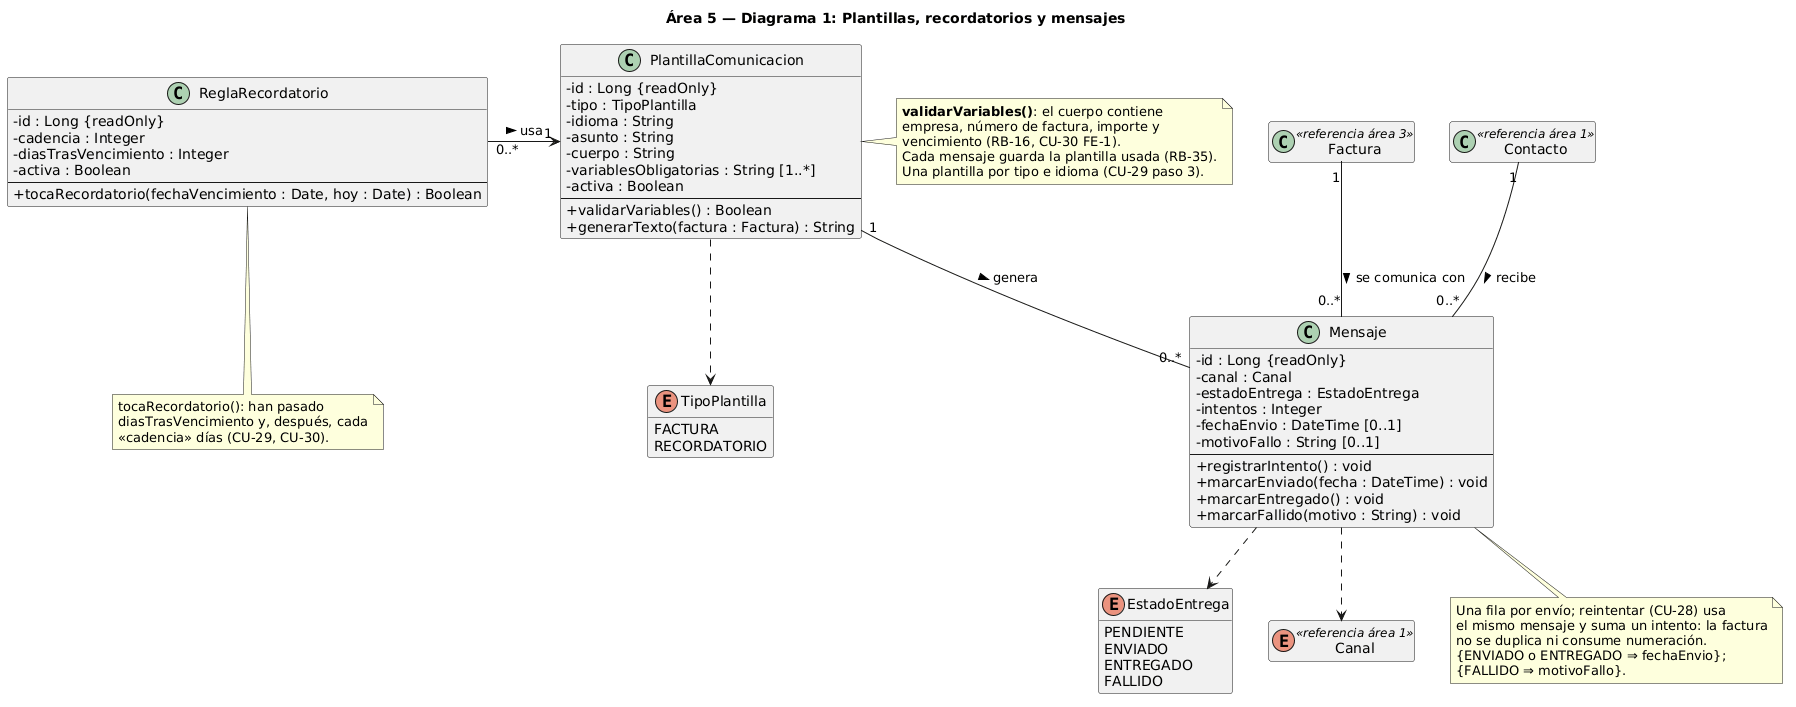 Área 5 — Diagrama 1: Plantillas, recordatorios y mensajes
C ReglaRecordatorio
-id : Long {readOnly}
-cadencia : Integer
-diasTrasVencimiento : Integer
-activa : Boolean
+tocaRecordatorio(fechaVencimiento : Date, hoy : Date) : Boolean
usa
1
0..*
C PlantillaComunicacion
-id : Long {readOnly}
-tipo : TipoPlantilla
-idioma : String
-asunto : String
-cuerpo : String
-variablesObligatorias : String [1..*]
-activa : Boolean
+validarVariables() : Boolean
+generarTexto(factura : Factura) : String
validarVariables(): el cuerpo contiene
empresa, número de factura, importe y
vencimiento (RB-16, CU-30 FE-1).
Cada mensaje guarda la plantilla usada (RB-35).
Una plantilla por tipo e idioma (CU-29 paso 3).
C «referencia área 3»
Factura
C «referencia área 1»
Contacto
1
1
1
genera
se comunica con
recibe
0..*
0..*
0..*
tocaRecordatorio(): han pasado
diasTrasVencimiento y, después, cada
«cadencia» días (CU-29, CU-30).
E TipoPlantilla
FACTURA
RECORDATORIO
C Mensaje
-id : Long {readOnly}
-canal : Canal
-estadoEntrega : EstadoEntrega
-intentos : Integer
-fechaEnvio : DateTime [0..1]
-motivoFallo : String [0..1]
+registrarIntento() : void
+marcarEnviado(fecha : DateTime) : void
+marcarEntregado() : void
+marcarFallido(motivo : String) : void
E EstadoEntrega
PENDIENTE
ENVIADO
ENTREGADO
FALLIDO
E «referencia área 1»
Canal
Una fila por envío; reintentar (CU-28) usa
el mismo mensaje y suma un intento: la factura
no se duplica ni consume numeración.
{ENVIADO o ENTREGADO ⇒ fechaEnvio};
{FALLIDO ⇒ motivoFallo}.